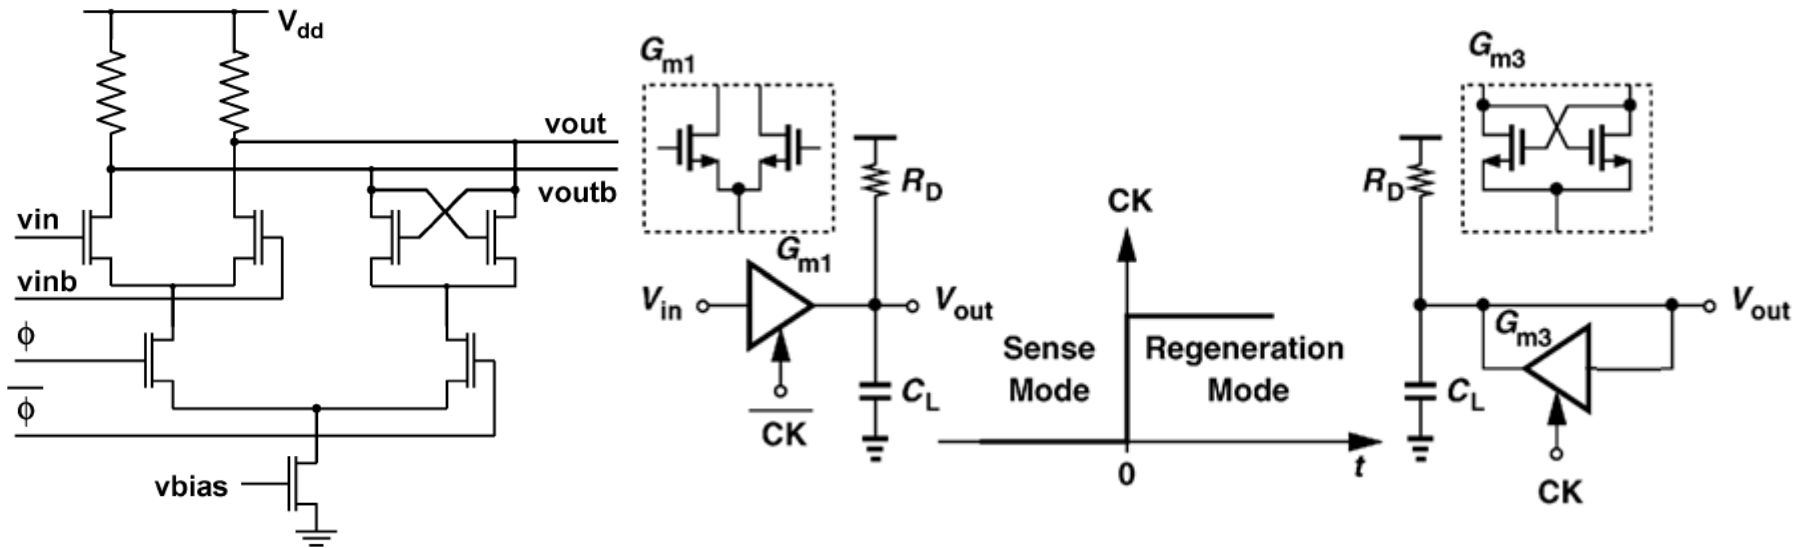 Vdd
vout
voutb
vin
vinb
ϕ
ϕ̅
vbias
Gm1
RD
Gm1
Vin
Vout
CL
C̅K̅
CK
Sense
Mode
Regeneration
Mode
0
t
Gm3
RD
Vout
Gm3
CL
CK